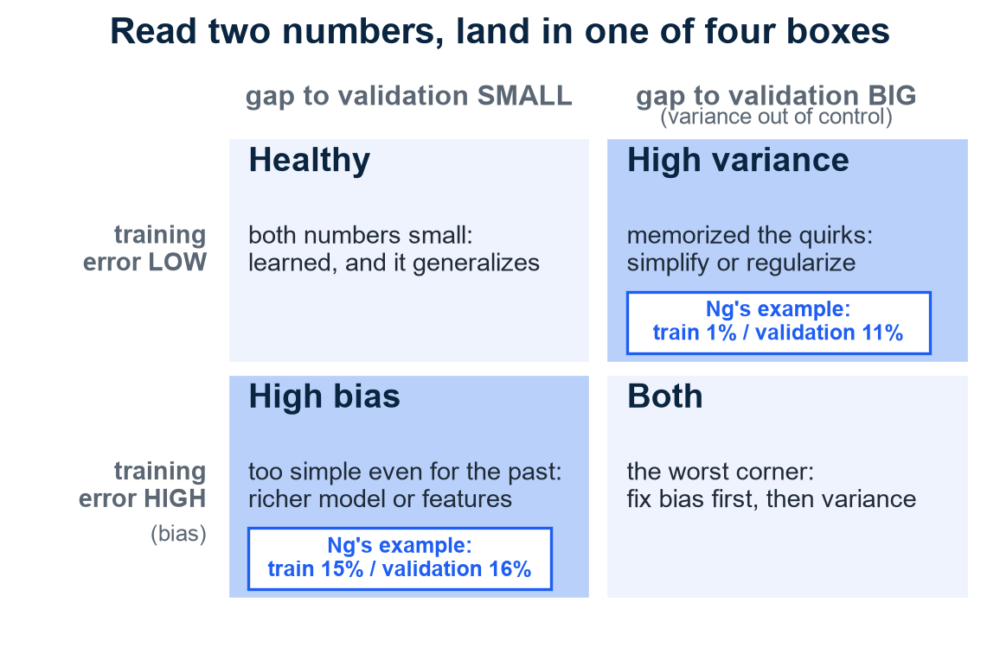 Read two numbers, land in one of four boxes
gap to validation SMALL
gap to validation BIG
(variance out of control)
training
error LOW
Healthy
both numbers small:
learned, and it generalizes
High variance
memorized the quirks:
simplify or regularize
Ng's example:
train 1% / validation 11%
training
error HIGH
(bias)
High bias
too simple even for the past:
richer model or features
Ng's example:
train 15% / validation 16%
Both
the worst corner:
fix bias first, then variance